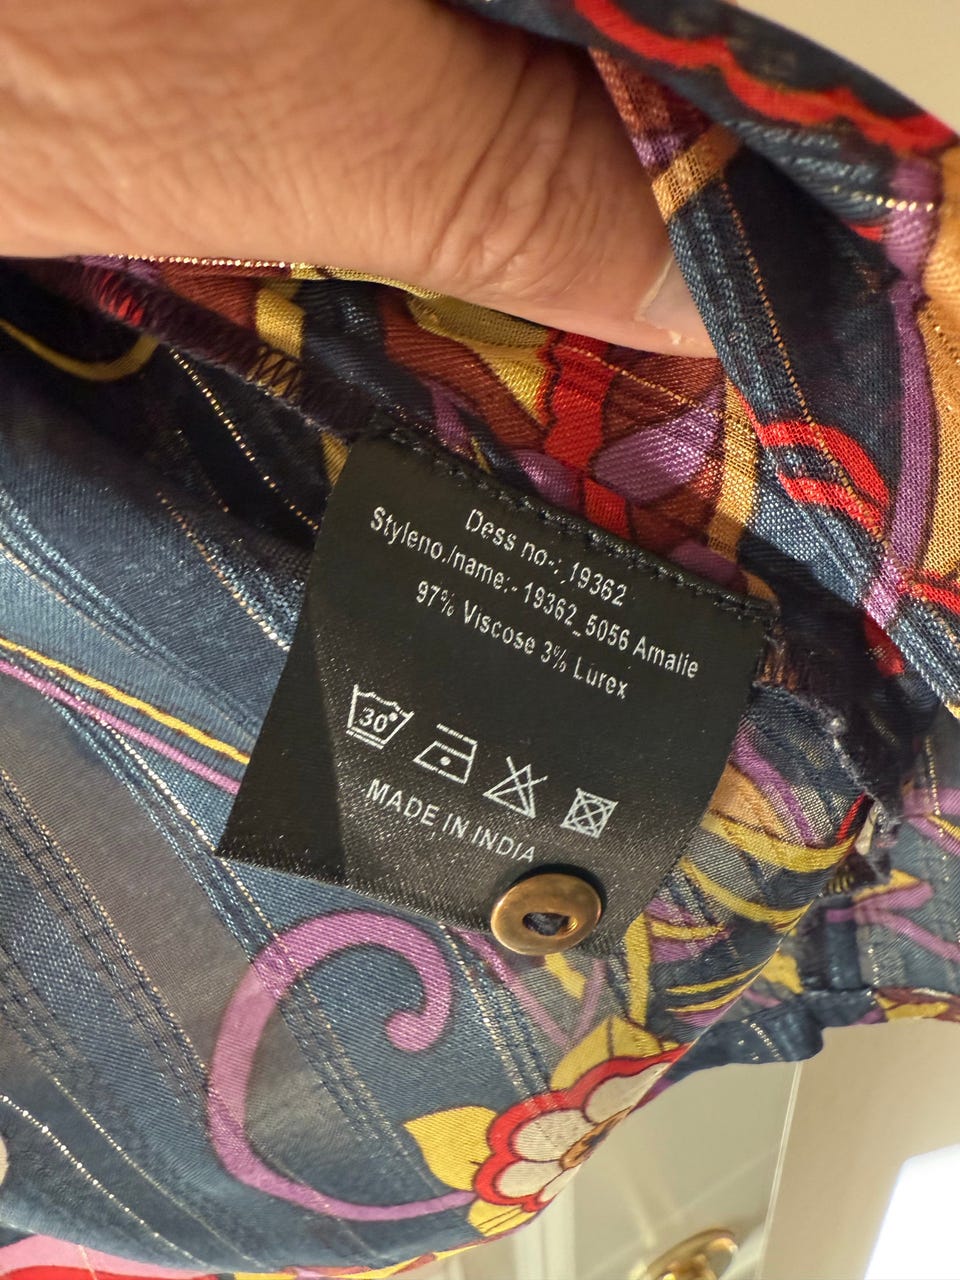 Dess no-: 19362
Styleno./name:- 19362_5056 Amalie
97% Viscose 3% Lurex
30°
MADE IN INDIA